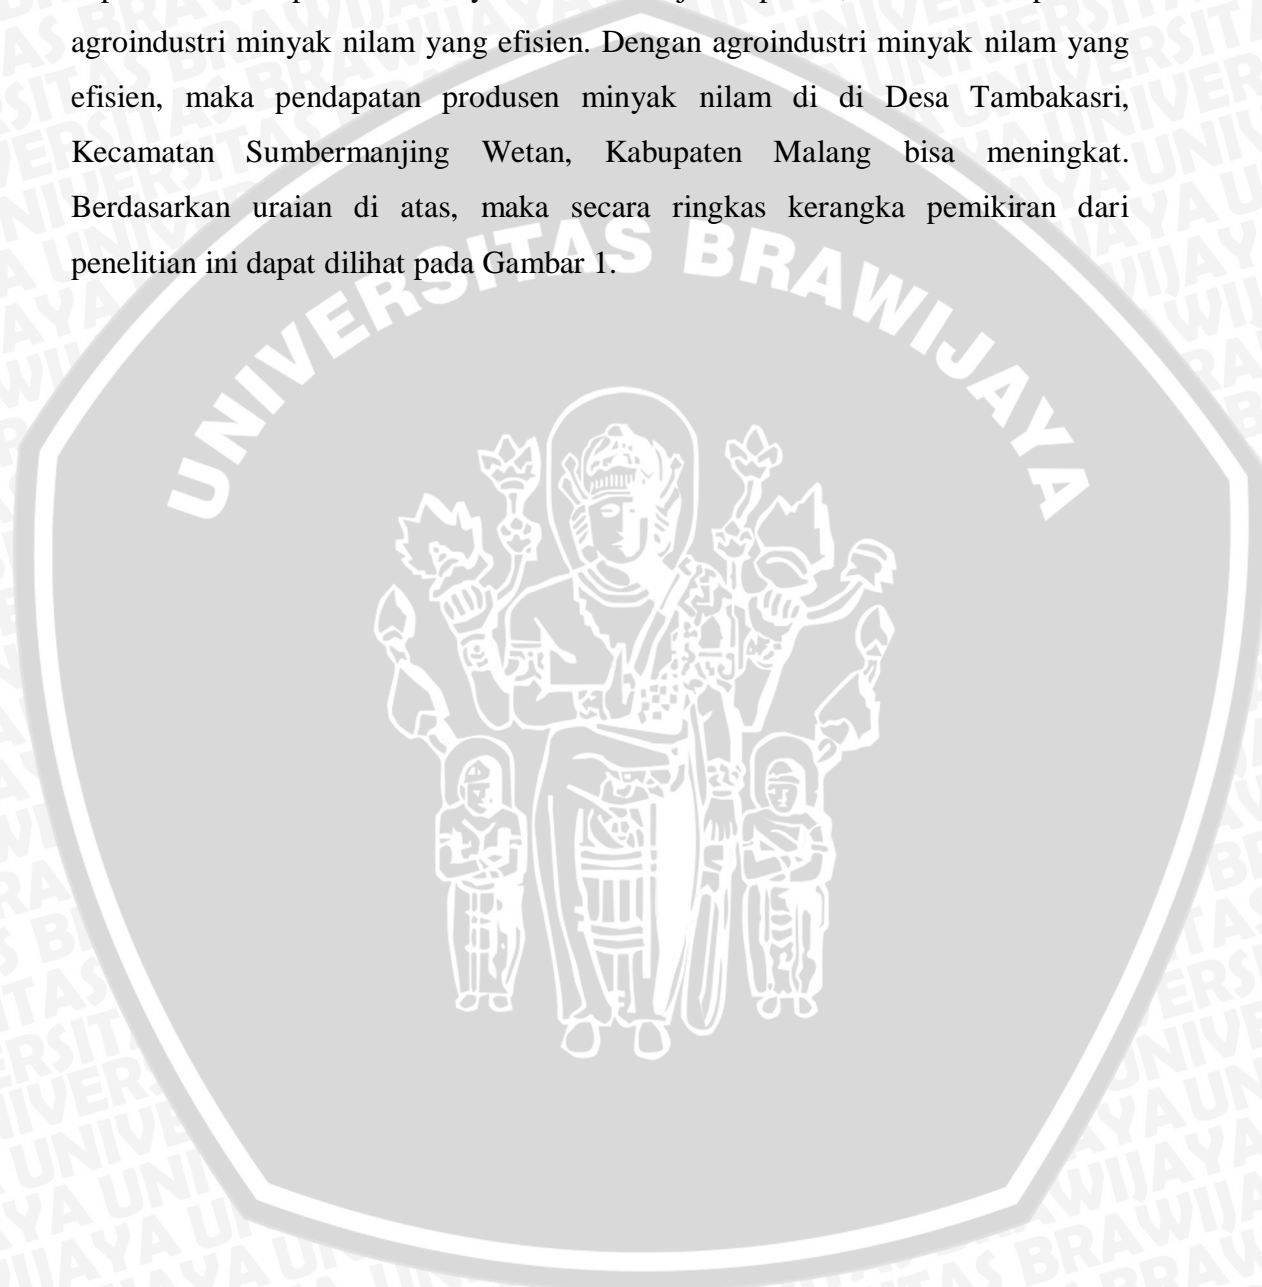 agroindustri minyak nilam yang efisien. Dengan agroindustri minyak nilam yang
efisien, maka pendapatan produsen minyak nilam di di Desa Tambakasri,
Kecamatan Sumbermanjing Wetan, Kabupaten Malang bisa meningkat.
Berdasarkan uraian di atas, maka secara ringkas kerangka pemikiran dari
penelitian ini dapat dilihat pada Gambar 1.
UNIVERSITAS BRAWIJAYA